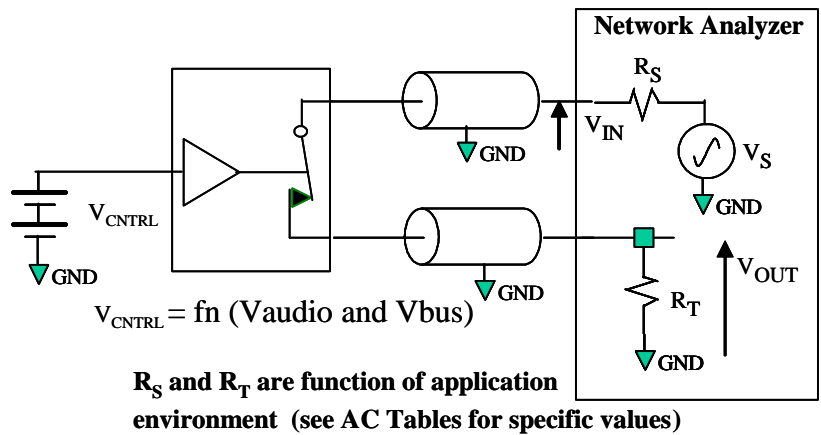 Network Analyzer
R_S
V_IN
V_S
GND
GND
V_CNTRL
GND
GND
V_OUT
R_T
GND
V_CNTRL = fn (Vaudio and Vbus)
R_S and R_T are function of application
environment (see AC Tables for specific values)